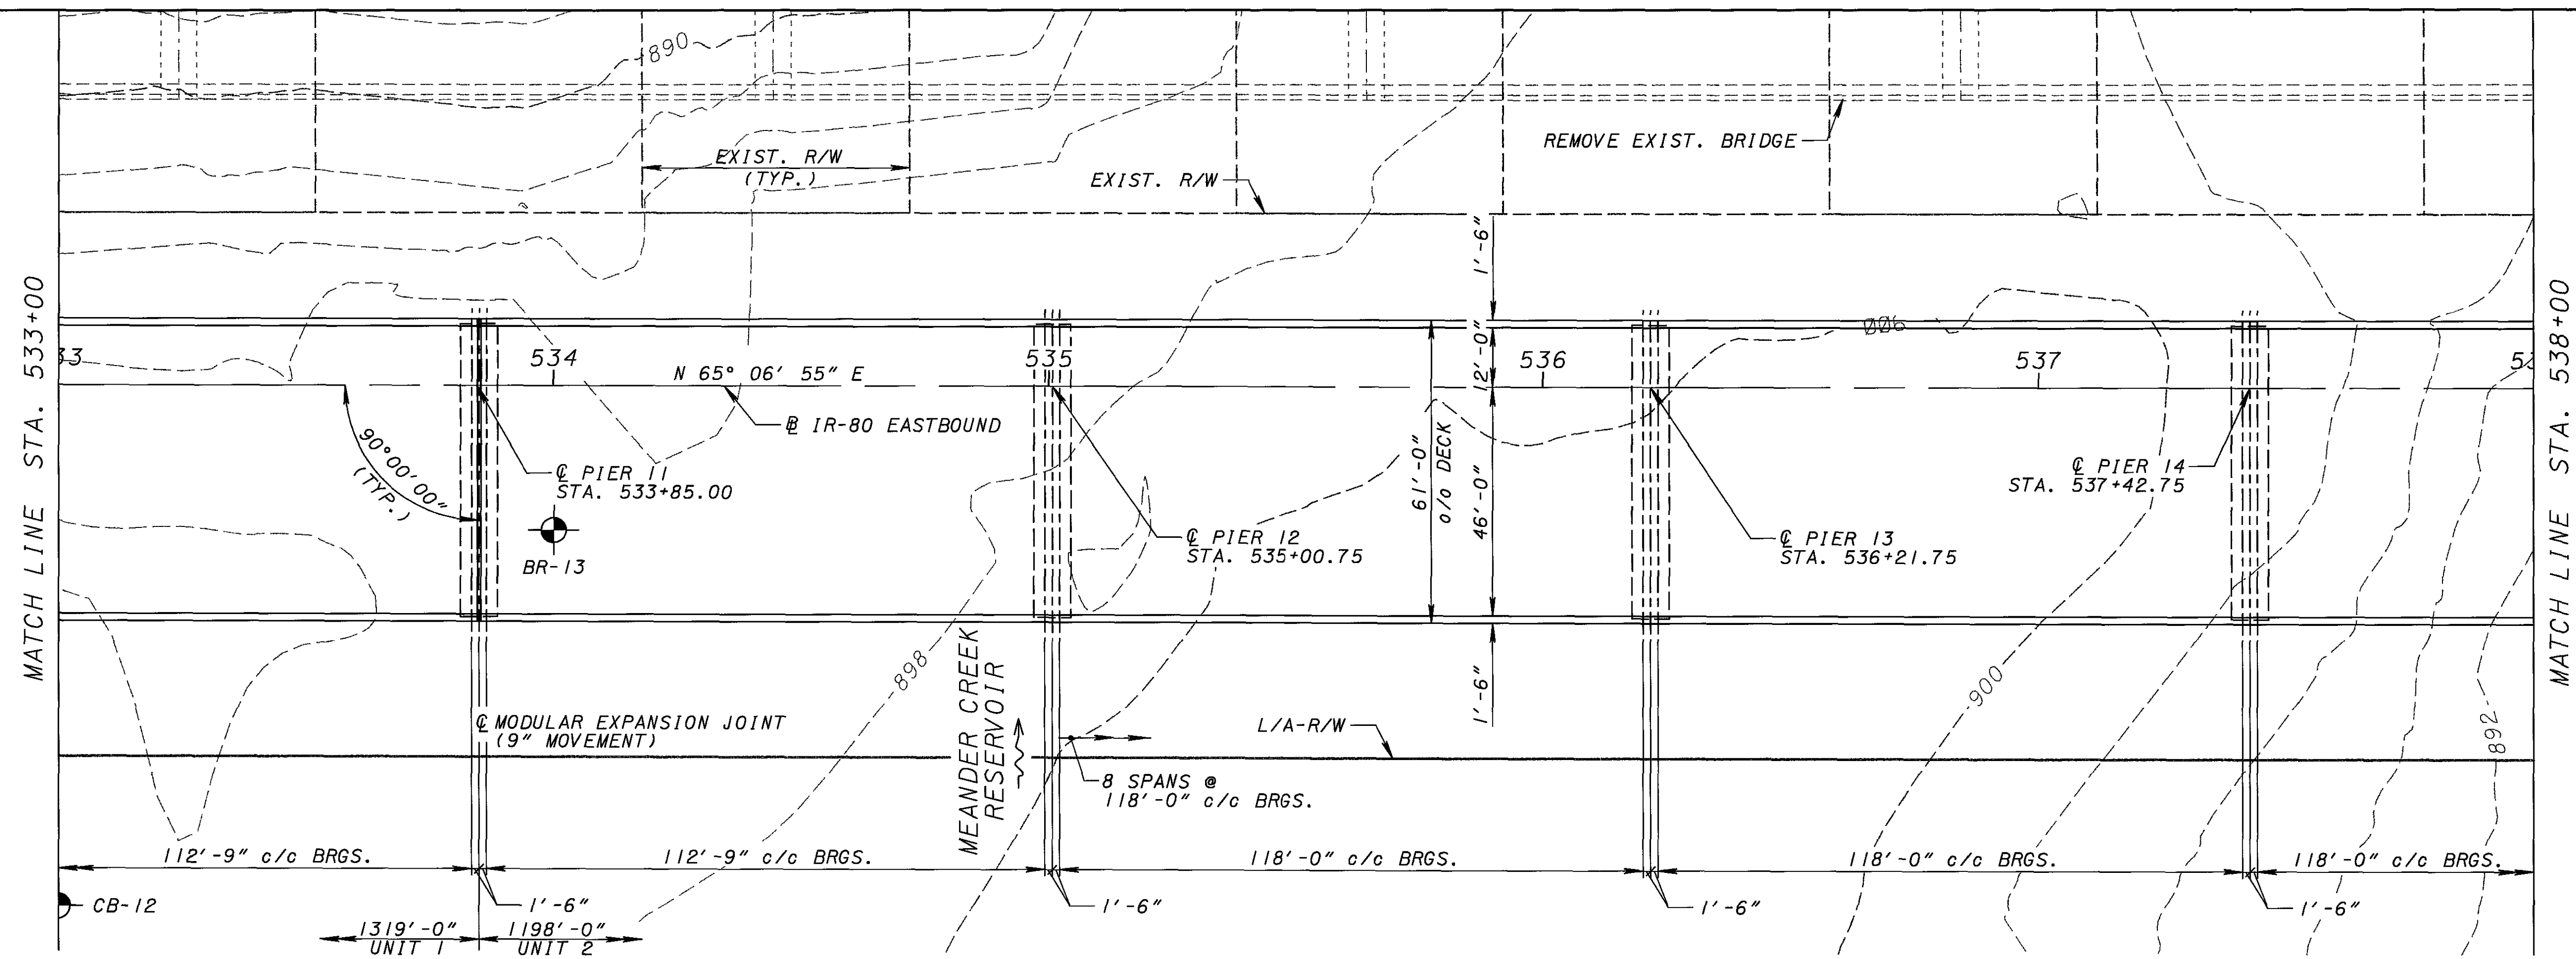 890
REMOVE EXIST. BRIDGE
EXIST. R/W
(TYP.)
EXIST. R/W
1'-6"
MATCH LINE STA. 533+00
MATCH LINE STA. 538+00
33
534
535
536
537
53
900
N 65° 06' 55" E
12'-0"
℄ IR-80 EASTBOUND
90°00'00"
(TYP.)
℄ PIER 11
STA. 533+85.00
BR-13
℄ PIER 12
STA. 535+00.75
61'-0"
o/o DECK
46'-0"
℄ PIER 13
STA. 536+21.75
℄ PIER 14
STA. 537+42.75
898
900
892
1'-6"
℄ MODULAR EXPANSION JOINT
(9" MOVEMENT)
MEANDER CREEK
RESERVOIR
L/A-R/W
8 SPANS @
118'-0" c/c BRGS.
112'-9" c/c BRGS.
112'-9" c/c BRGS.
118'-0" c/c BRGS.
118'-0" c/c BRGS.
118'-0" c/c BRGS.
CB-12
1'-6"
1'-6"
1'-6"
1'-6"
1319'-0"
UNIT 1
1198'-0"
UNIT 2